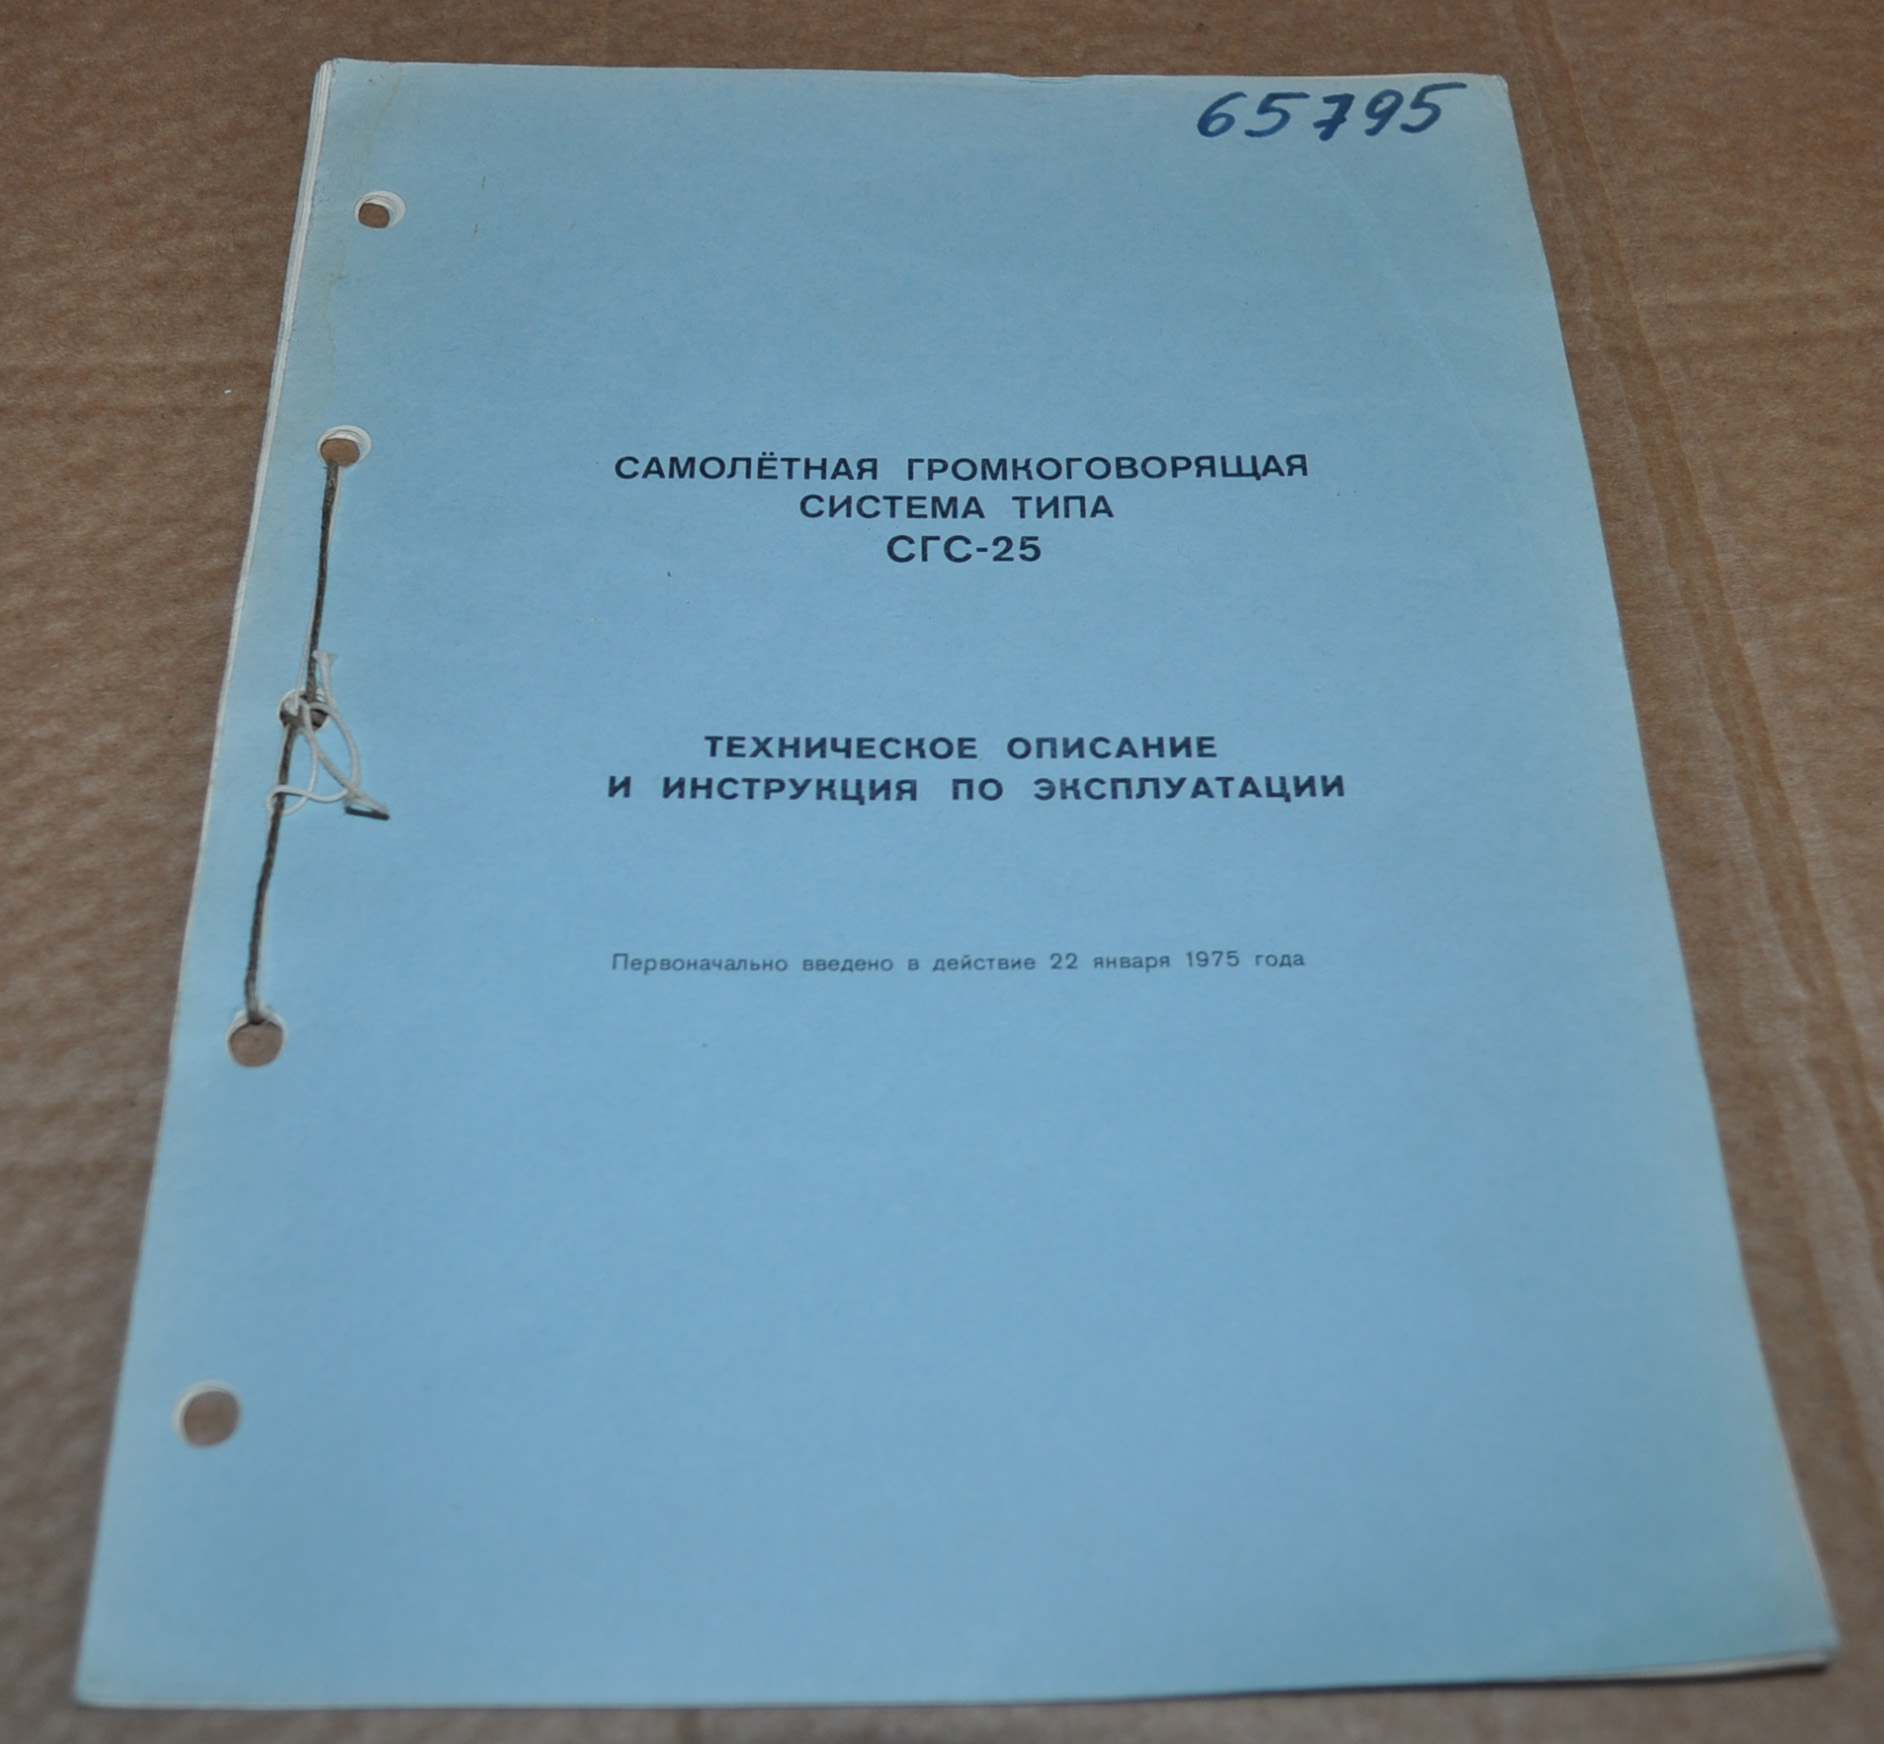 65795
САМОЛЁТНАЯ ГРОМКОГОВОРЯЩАЯ
СИСТЕМА ТИПА
СГС-25
ТЕХНИЧЕСКОЕ ОПИСАНИЕ
И ИНСТРУКЦИЯ ПО ЭКСПЛУАТАЦИИ
Первоначально введено в действие 22 января 1975 года